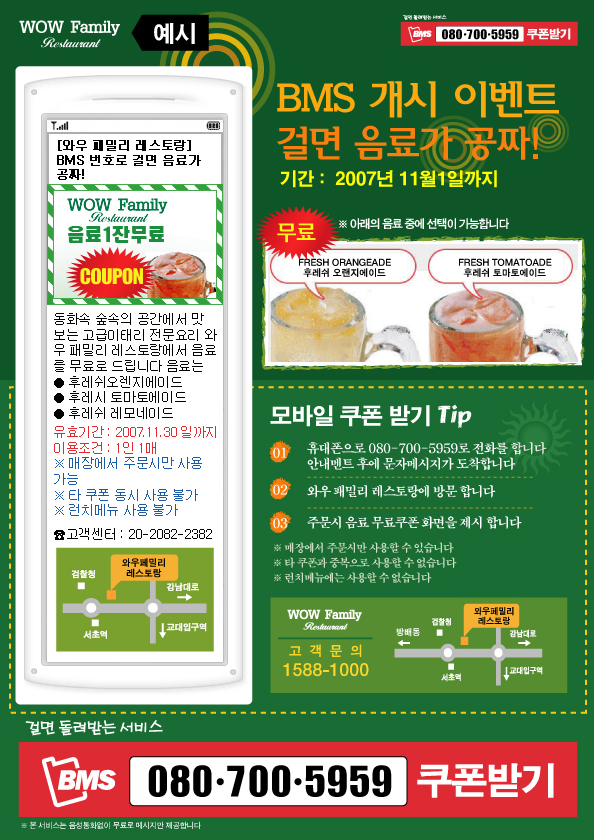 WOW Family
Restaurant
예시
걸면 돌려받는 서비스
BMS 080·700·5959 쿠폰받기
BMS 개시 이벤트
걸면 음료가 공짜!
기간 : 2007년 11월1일까지
[와우 패밀리 레스토랑]
BMS 번호로 걸면 음료가
공짜!
WOW Family
Restaurant
음료1잔무료
COUPON
동화속 숲속의 공간에서 맛
보는 고급이태리 전문요리 와
우 패밀리 레스토랑에서 음료
를 무료로 드립니다 음료는
● 후레쉬오렌지에이드
● 후레시 토마토에이드
● 후레쉬 레모네이드
유효기간 : 2007.11.30일까지
이용조건 : 1인 1매
※ 매장에서 주문시만 사용
가능
※ 타 쿠폰 동시 사용 불가
※ 런치메뉴 사용 불가
☎고객센터 : 20-2082-2382
와우패밀리
레스토랑
검찰청
강남대로
서초역
교대입구역
무료
※ 아래의 음료 중에 선택이 가능합니다
FRESH ORANGEADE
후레쉬 오렌지에이드
FRESH TOMATOADE
후레쉬 토마토에이드
모바일 쿠폰 받기 Tip
01 휴대폰으로 080-700-5959로 전화를 합니다
안내멘트 후에 문자메시지가 도착합니다
02 와우 패밀리 레스토랑에 방문 합니다
03 주문시 음료 무료쿠폰 화면을 제시 합니다
※ 매장에서 주문시만 사용할 수 있습니다
※ 타 쿠폰과 중복으로 사용할 수 없습니다
※ 런치메뉴에는 사용할 수 없습니다
WOW Family
Restaurant
고 객 문 의
1588-1000
와우패밀리
레스토랑
방배동
검찰청
강남대로
서초역
교대입구역
걸면 돌려받는 서비스
BMS 080·700·5959 쿠폰받기
※ 본 서비스는 음성통화없이 무료로 메시지만 제공합니다